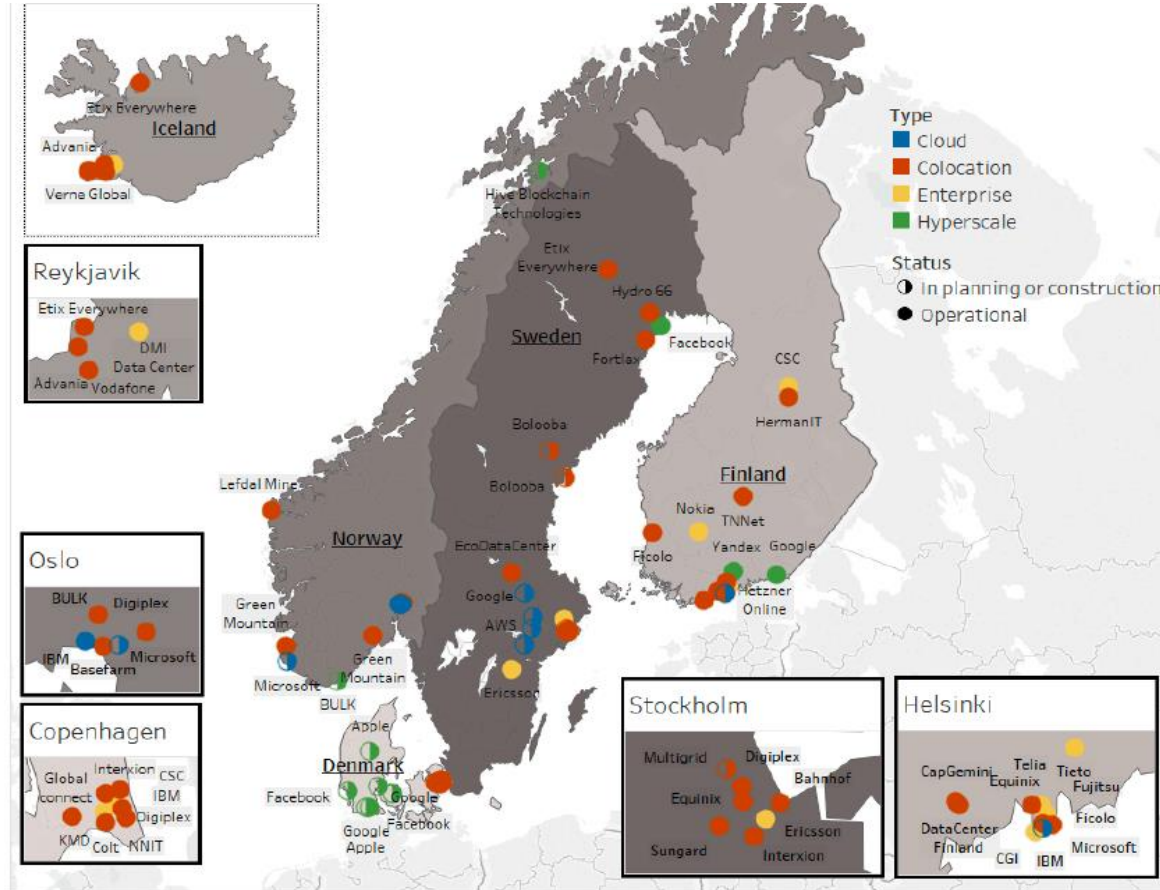 Etix Everywhere
Iceland
Advania
Verne Global
Reykjavik
Etix Everywhere
DMI
Data Center
Advania
Vodafone
Oslo
BULK
Digiplex
IBM
Basefarm
Microsoft
Copenhagen
Global
connect
Interxion
CSC
IBM
Digiplex
KMD
Colt
NNIT
Type
Cloud
Colocation
Enterprise
Hyperscale
Status
In planning or construction
Operational
Hive Blockchain
Technologies
Etix
Everywhere
Hydro 66
Sweden
Facebook
Fortlax
CSC
HermanIT
Bolooba
Bolooba
Finland
Lefdal Mine
Nokia
TNNet
Norway
Ficolo
Yandex
Google
EcoDataCenter
Google
Hetzner
Online
AWS
Green
Mountain
Green
Mountain
Microsoft
BULK
Ericsson
Apple
Denmark
Facebook
Google
Facebook
Google
Apple
Stockholm
Multigrid
Digiplex
Bahnhof
Equinix
Ericsson
Sungard
Interxion
Helsinki
CapGemini
Telia
Equinix
Tieto
Fujitsu
DataCenter
Finland
Ficolo
Microsoft
CGI
IBM